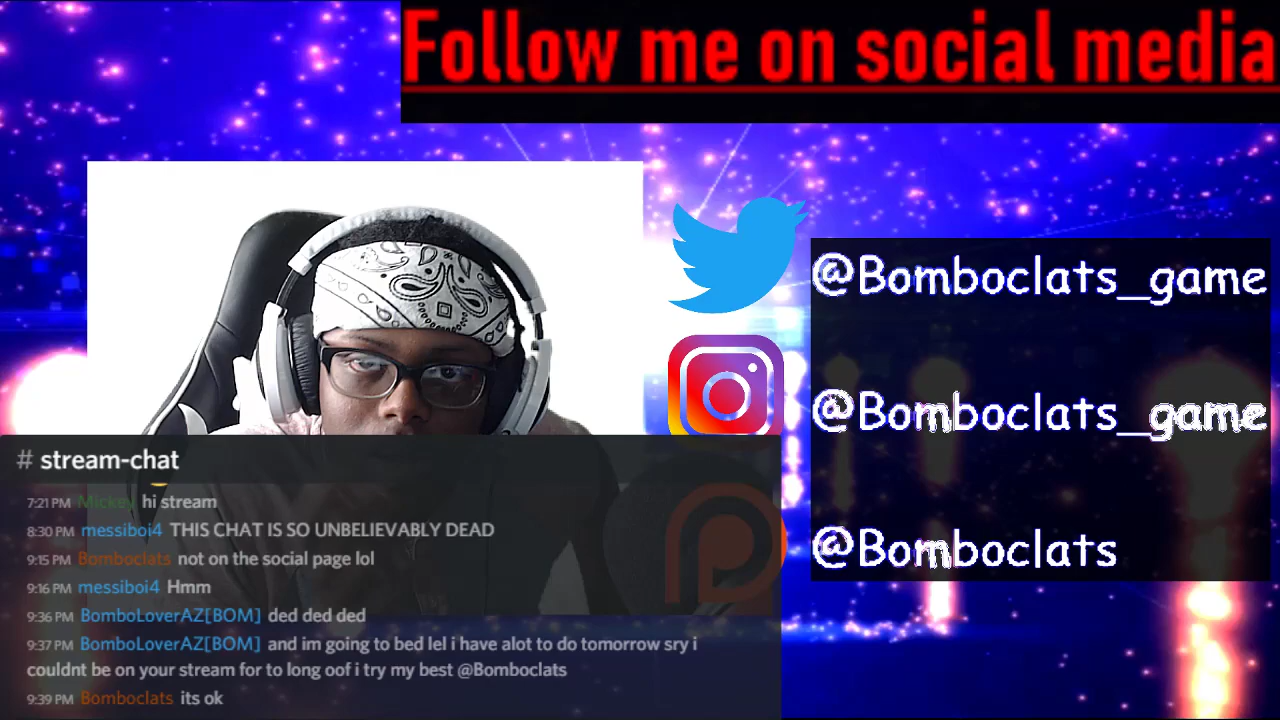 Follow me on social media
@Bomboclats_game
@Bomboclats_game
@Bomboclats
# stream-chat
7:21 PM Mickey hi stream
8:30 PM messiboi4 THIS CHAT IS SO UNBELIEVABLY DEAD
9:15 PM Bomboclats not on the social page lol
9:16 PM messiboi4 Hmm
9:36 PM BomboLoverAZ[BOM] ded ded ded
9:37 PM BomboLoverAZ[BOM] and im going to bed lel i have alot to do tomorrow sry i
couldnt be on your stream for to long oof i try my best @Bomboclats
9:39 PM Bomboclats its ok